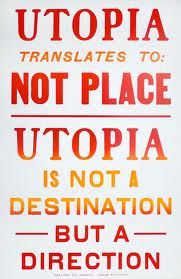 UTOPIA
TRANSLATES TO:
NOT PLACE
UTOPIA
IS NOT A
DESTINATION
BUT A
DIRECTION